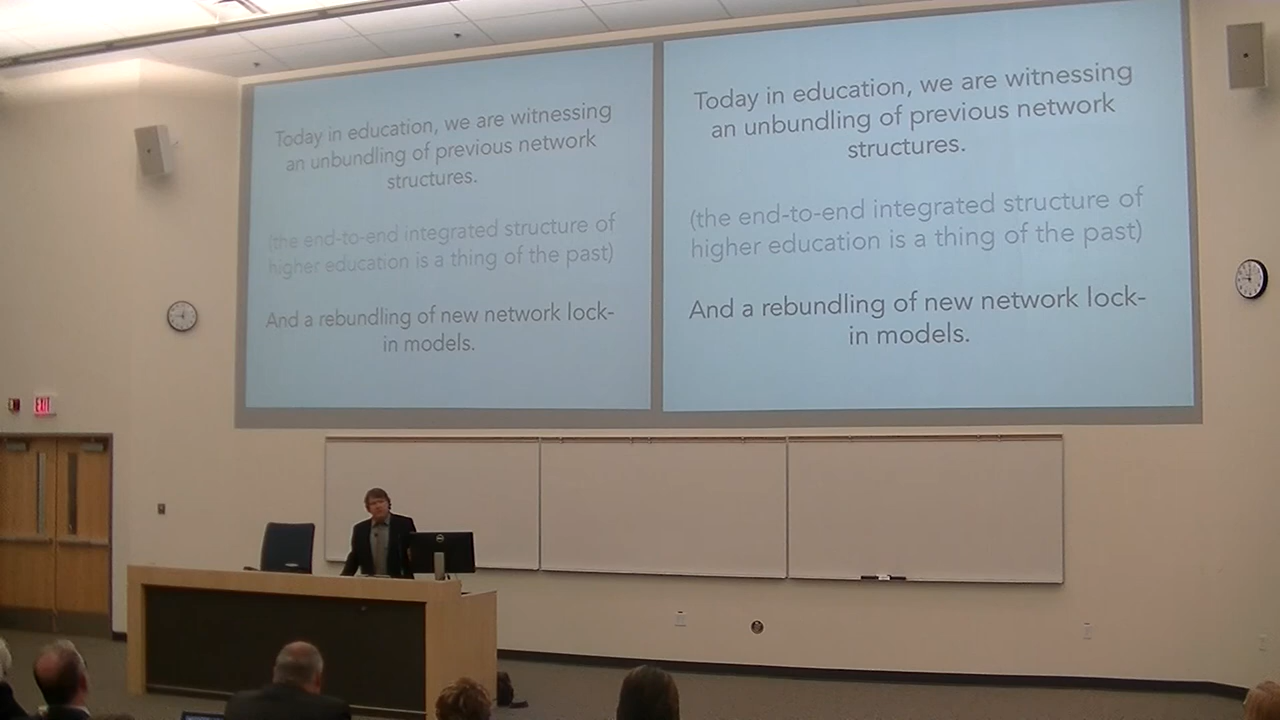 Today in education, we are witnessing
an unbundling of previous network
structures.
(the end-to-end integrated structure of
higher education is a thing of the past)
And a rebundling of new network lock-
in models.
Today in education, we are witnessing
an unbundling of previous network
structures.
(the end-to-end integrated structure of
higher education is a thing of the past)
And a rebundling of new network lock-
in models.
EXIT
DELL